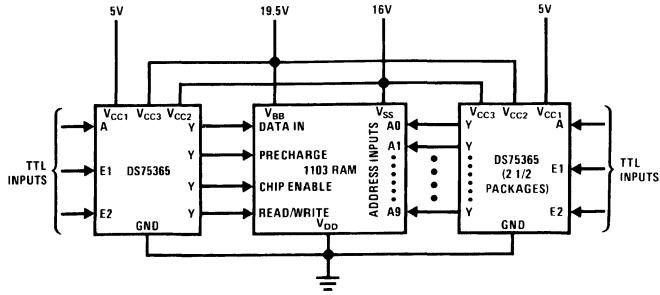 5V 19.5V 16V 5V
VCC1 VCC3 VCC2 VBB VSS VCC3 VCC2 VCC1
A Y DATA IN A0 Y A
A1 Y
E1 DS75365 Y PRECHARGE 1103 RAM ADDRESS INPUTS DS75365 (2 1/2 PACKAGES) E1
TTL INPUTS
TTL INPUTS
Y CHIP ENABLE
E2 Y READ/WRITE A9 Y E2
GND VDD GND